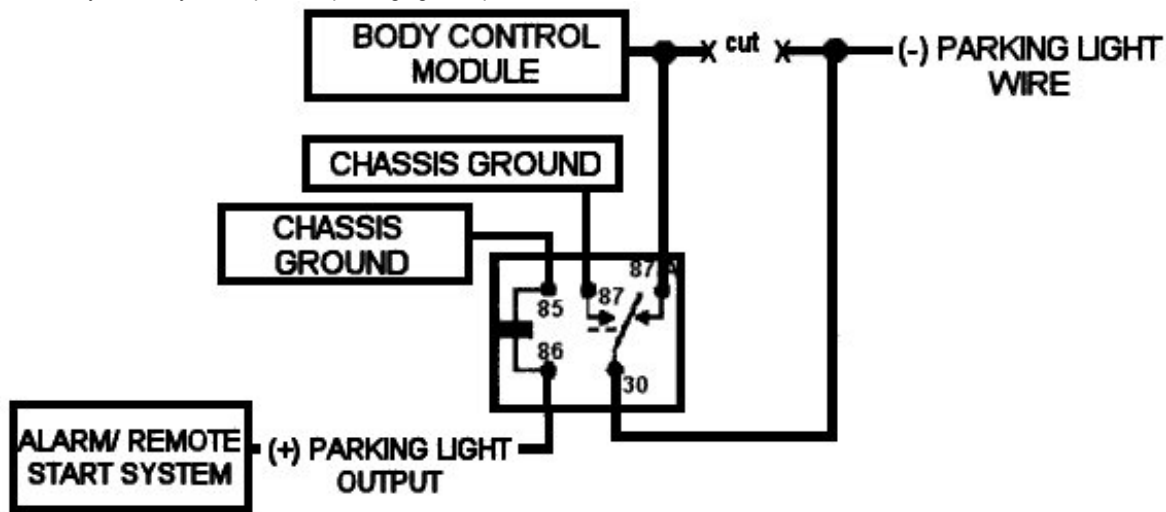 BODY CONTROL
MODULE
cut
(-) PARKING LIGHT
WIRE
CHASSIS GROUND
CHASSIS
GROUND
85
87
87A
86
30
ALARM/ REMOTE
START SYSTEM
(+) PARKING LIGHT
OUTPUT